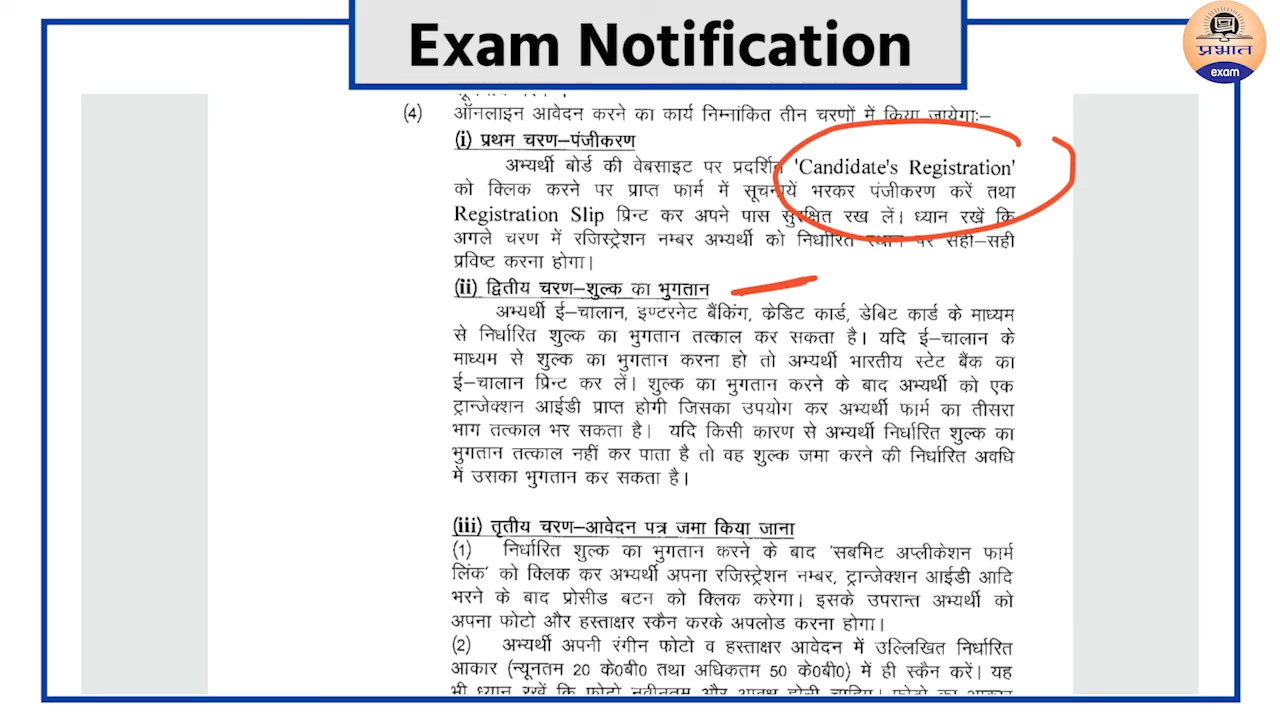 Exam Notification
प्रभात
exam
(4) ऑनलाइन आवेदन करने का कार्य निम्नांकित तीन चरणों में किया जायेगाः–
(i) प्रथम चरण–पंजीकरण
अभ्यर्थी बोर्ड की वेबसाइट पर प्रदर्शित 'Candidate's Registration'
को क्लिक करने पर प्राप्त फार्म में सूचनायें भरकर पंजीकरण करें तथा
Registration Slip प्रिन्ट कर अपने पास सुरक्षित रख लें। ध्यान रखें कि
अगले चरण में रजिस्ट्रेशन नम्बर अभ्यर्थी को निर्धारित स्थान पर सही–सही
प्रविष्ट करना होगा।
(ii) द्वितीय चरण–शुल्क का भुगतान
अभ्यर्थी ई–चालान, इण्टरनेट बैंकिंग, क्रेडिट कार्ड, डेबिट कार्ड के माध्यम
से निर्धारित शुल्क का भुगतान तत्काल कर सकता है। यदि ई–चालान के
माध्यम से शुल्क का भुगतान करना हो तो अभ्यर्थी भारतीय स्टेट बैंक का
ई–चालान प्रिन्ट कर लें। शुल्क का भुगतान करने के बाद अभ्यर्थी को एक
ट्रान्जेक्शन आईडी प्राप्त होगी जिसका उपयोग कर अभ्यर्थी फार्म का तीसरा
भाग तत्काल भर सकता है। यदि किसी कारण से अभ्यर्थी निर्धारित शुल्क का
भुगतान तत्काल नहीं कर पाता है तो वह शुल्क जमा करने की निर्धारित अवधि
में उसका भुगतान कर सकता है।
(iii) तृतीय चरण–आवेदन पत्र जमा किया जाना
(1) निर्धारित शुल्क का भुगतान करने के बाद 'सबमिट अप्लीकेशन फार्म
लिंक' को क्लिक कर अभ्यर्थी अपना रजिस्ट्रेशन नम्बर, ट्रान्जेक्शन आईडी आदि
भरने के बाद प्रोसीड बटन को क्लिक करेगा। इसके उपरान्त अभ्यर्थी को
अपना फोटो और हस्ताक्षर स्कैन करके अपलोड करना होगा।
(2) अभ्यर्थी अपनी रंगीन फोटो व हस्ताक्षर आवेदन में उल्लिखित निर्धारित
आकार (न्यूनतम 20 के0बी0 तथा अधिकतम 50 के0बी0) में ही स्कैन करें। यह
भी ध्यान रखें कि फोटो नवीनतम और आवक्ष होनी चाहिए। फोटो का आकार